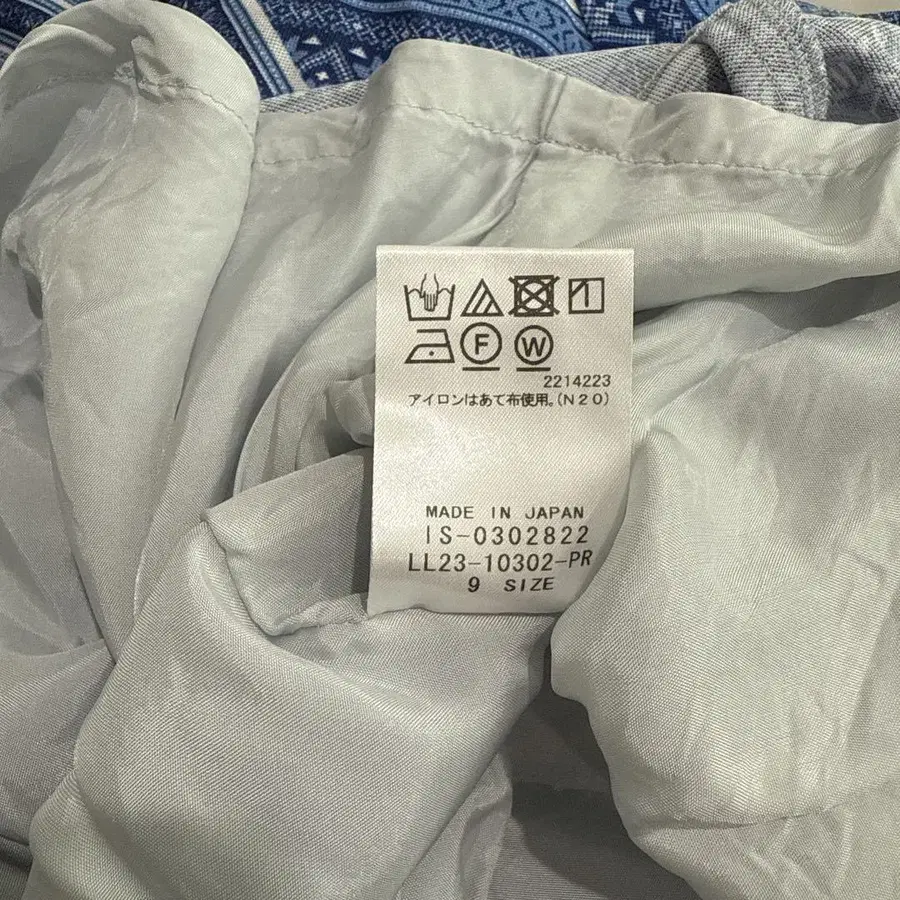 F W
2214223
アイロンはあて布使用。(N20)
MADE IN JAPAN
IS-0302822
LL23-10302-PR
9 SIZE